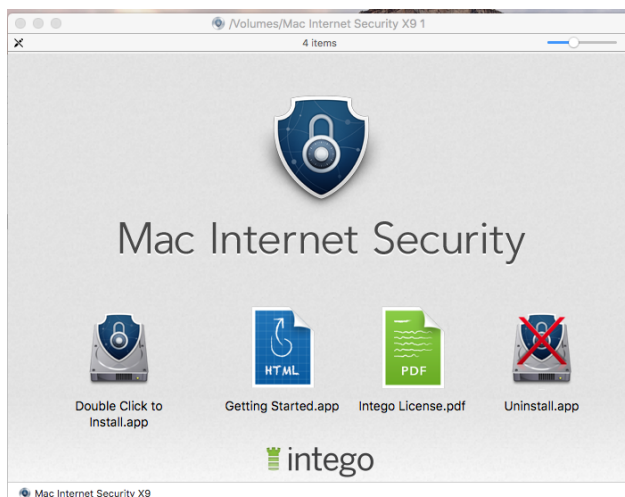 /Volumes/Mac Internet Security X9 1
4 items
Mac Internet Security
HTML
PDF
Double Click to
Install.app
Getting Started.app
Intego License.pdf
Uninstall.app
intego
Mac Internet Security X9